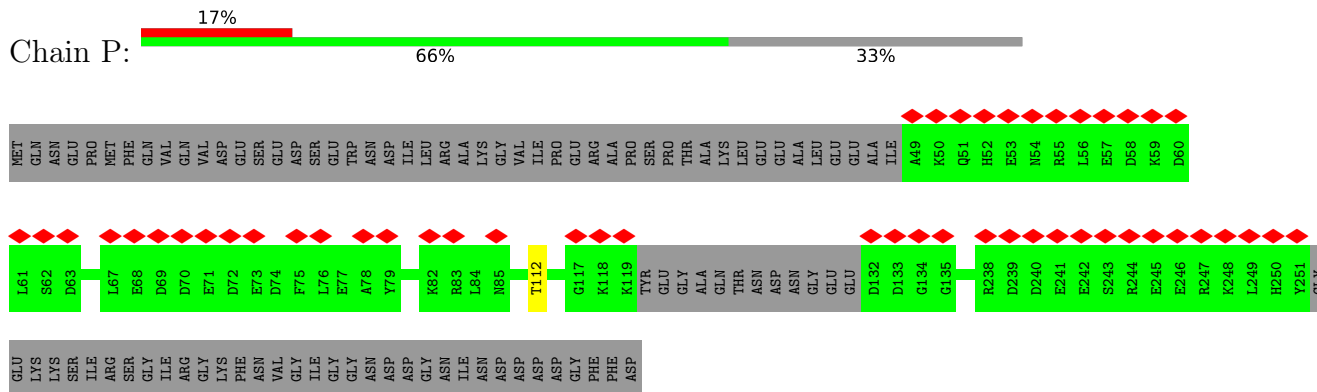 17%
Chain P:
66% 33%
MET GLN ASN GLU PRO MET PHE GLN VAL GLN VAL ASP GLU SER GLU ASP SER GLU TRP ASN ASP ILE LEU ARG ALA LYS GLY VAL ILE PRO GLU ARG ALA PRO SER PRO THR ALA LYS LEU GLU GLU ALA LEU GLU GLU ALA ILE A49 K50 Q51 H52 E53 N54 R55 L56 E57 D58 K59 D60
L61 S62 D63 L67 E68 D69 D70 E71 D72 E73 D74 F75 L76 E77 A78 Y79 K82 R83 L84 N85 T112 G117 K118 K119 TYR GLU GLY ALA GLN THR ASN ASP ASN GLY GLU GLU D132 D133 G134 G135 R238 D239 D240 E241 E242 S243 R244 E245 E246 R247 K248 L249 H250 Y251
GLU LYS LYS SER ILE ARG SER GLY ILE ARG GLY LYS PHE ASN VAL GLY ILE GLY GLY ASN ASP ASP GLY ASN ILE ASN ASP ASP ASP ASP GLY PHE PHE ASP